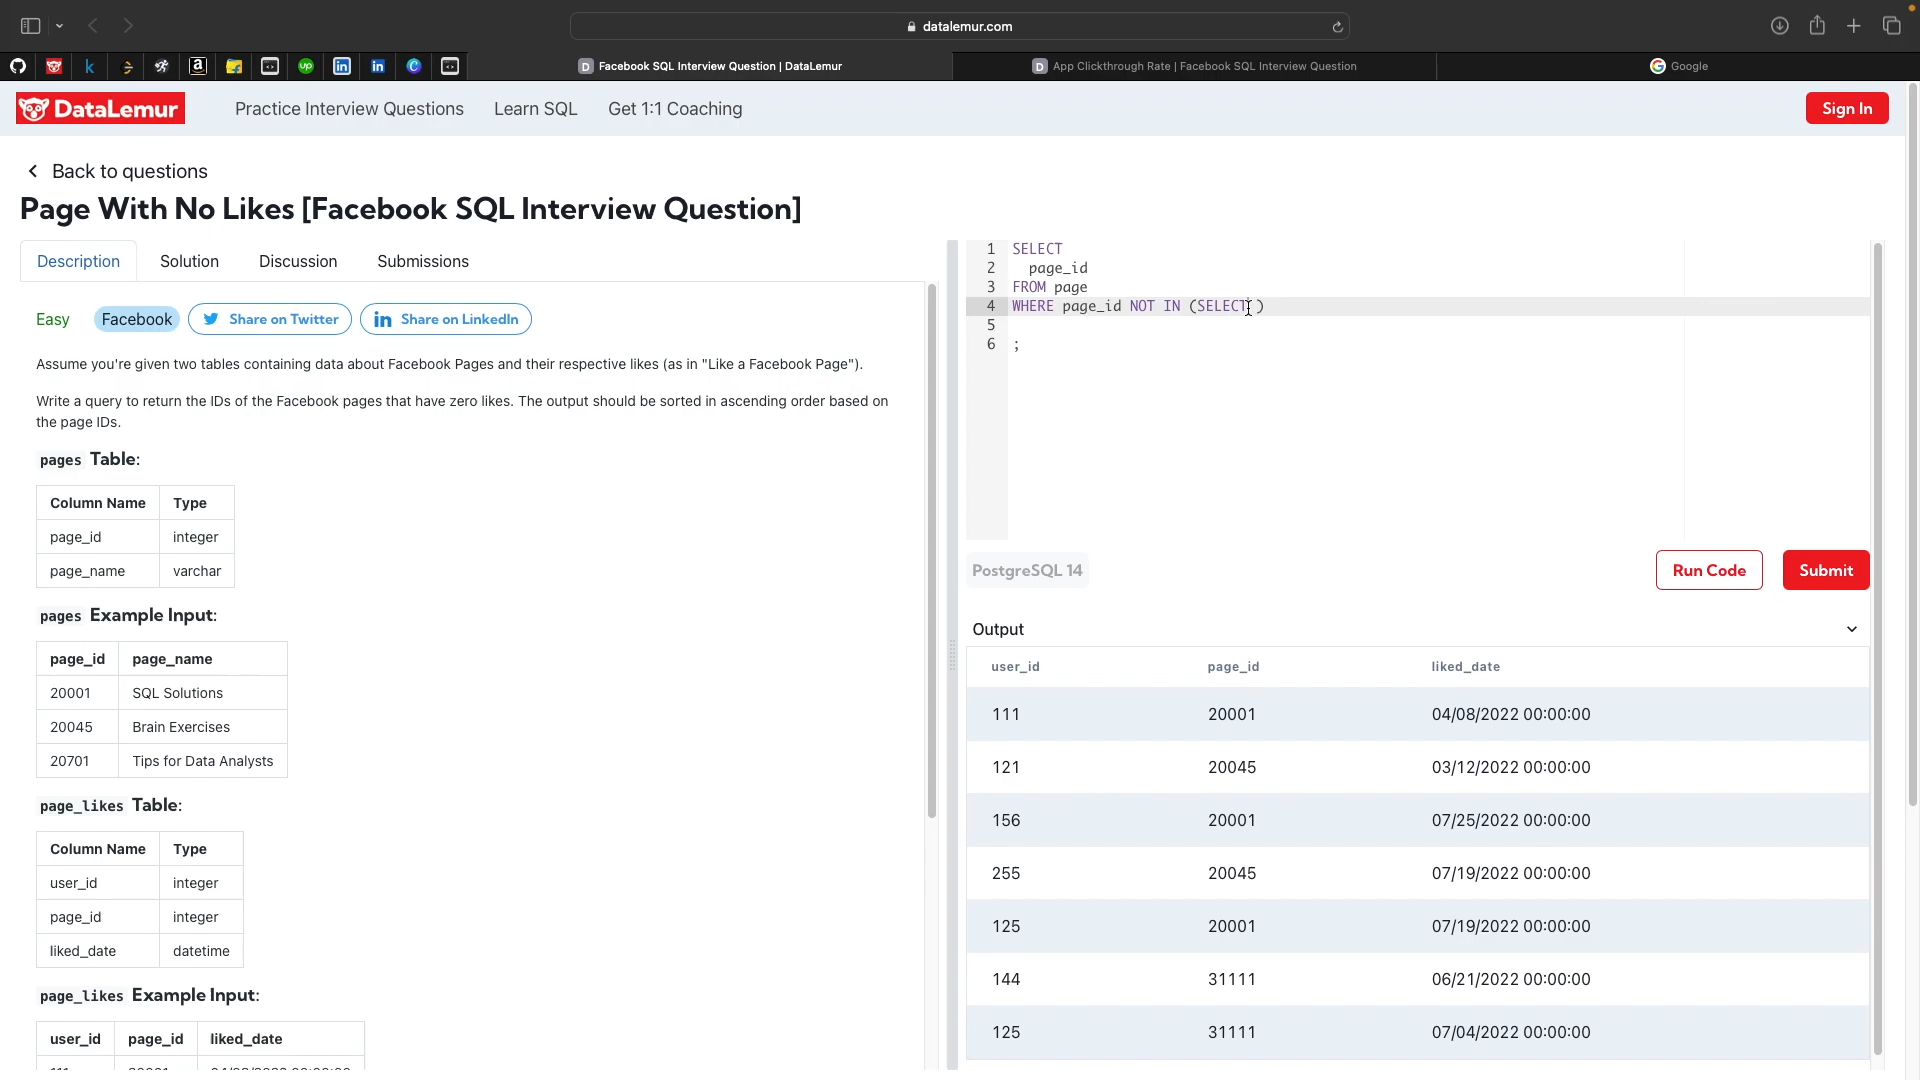 datalemur.com
Facebook SQL Interview Question | DataLemur
App Clickthrough Rate | Facebook SQL Interview Question
Google
DataLemur
Practice Interview Questions
Learn SQL
Get 1:1 Coaching
Sign In
Back to questions
Page With No Likes [Facebook SQL Interview Question]
Description
Solution
Discussion
Submissions
Easy
Facebook
Share on Twitter
Share on LinkedIn
Assume you're given two tables containing data about Facebook Pages and their respective likes (as in "Like a Facebook Page").
Write a query to return the IDs of the Facebook pages that have zero likes. The output should be sorted in ascending order based on
the page IDs.
pages Table:
Column Name Type
page_id integer
page_name varchar
pages Example Input:
page_id page_name
20001 SQL Solutions
20045 Brain Exercises
20701 Tips for Data Analysts
page_likes Table:
Column Name Type
user_id integer
page_id integer
liked_date datetime
page_likes Example Input:
user_id page_id liked_date
1 SELECT
2 page_id
3 FROM page
4 WHERE page_id NOT IN (SELECT )
5
6 ;
PostgreSQL 14
Run Code
Submit
Output
user_id page_id liked_date
111 20001 04/08/2022 00:00:00
121 20045 03/12/2022 00:00:00
156 20001 07/25/2022 00:00:00
255 20045 07/19/2022 00:00:00
125 20001 07/19/2022 00:00:00
144 31111 06/21/2022 00:00:00
125 31111 07/04/2022 00:00:00